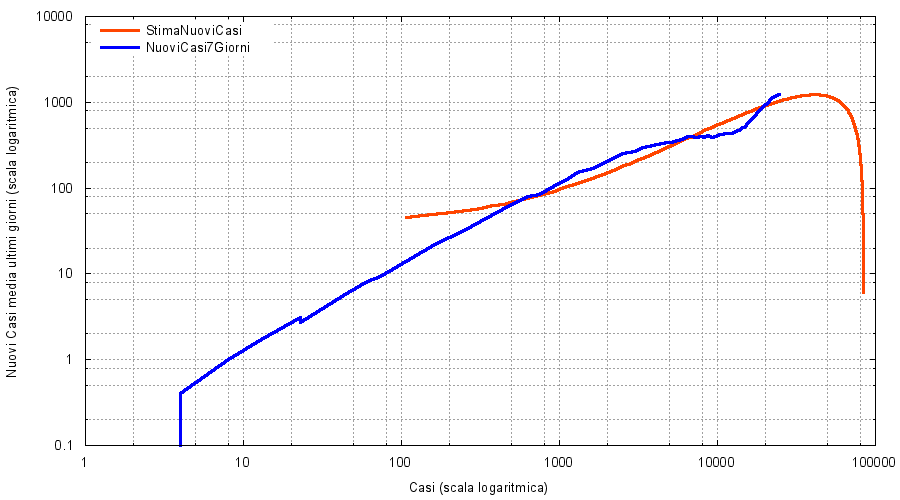 10000
1000
100
10
1
0.1
Nuovi Casi media ultimi giorni (scala logaritmica)
StimaNuoviCasi
NuoviCasi7Giorni
1 10 100 1000 10000 100000
Casi (scala logaritmica)